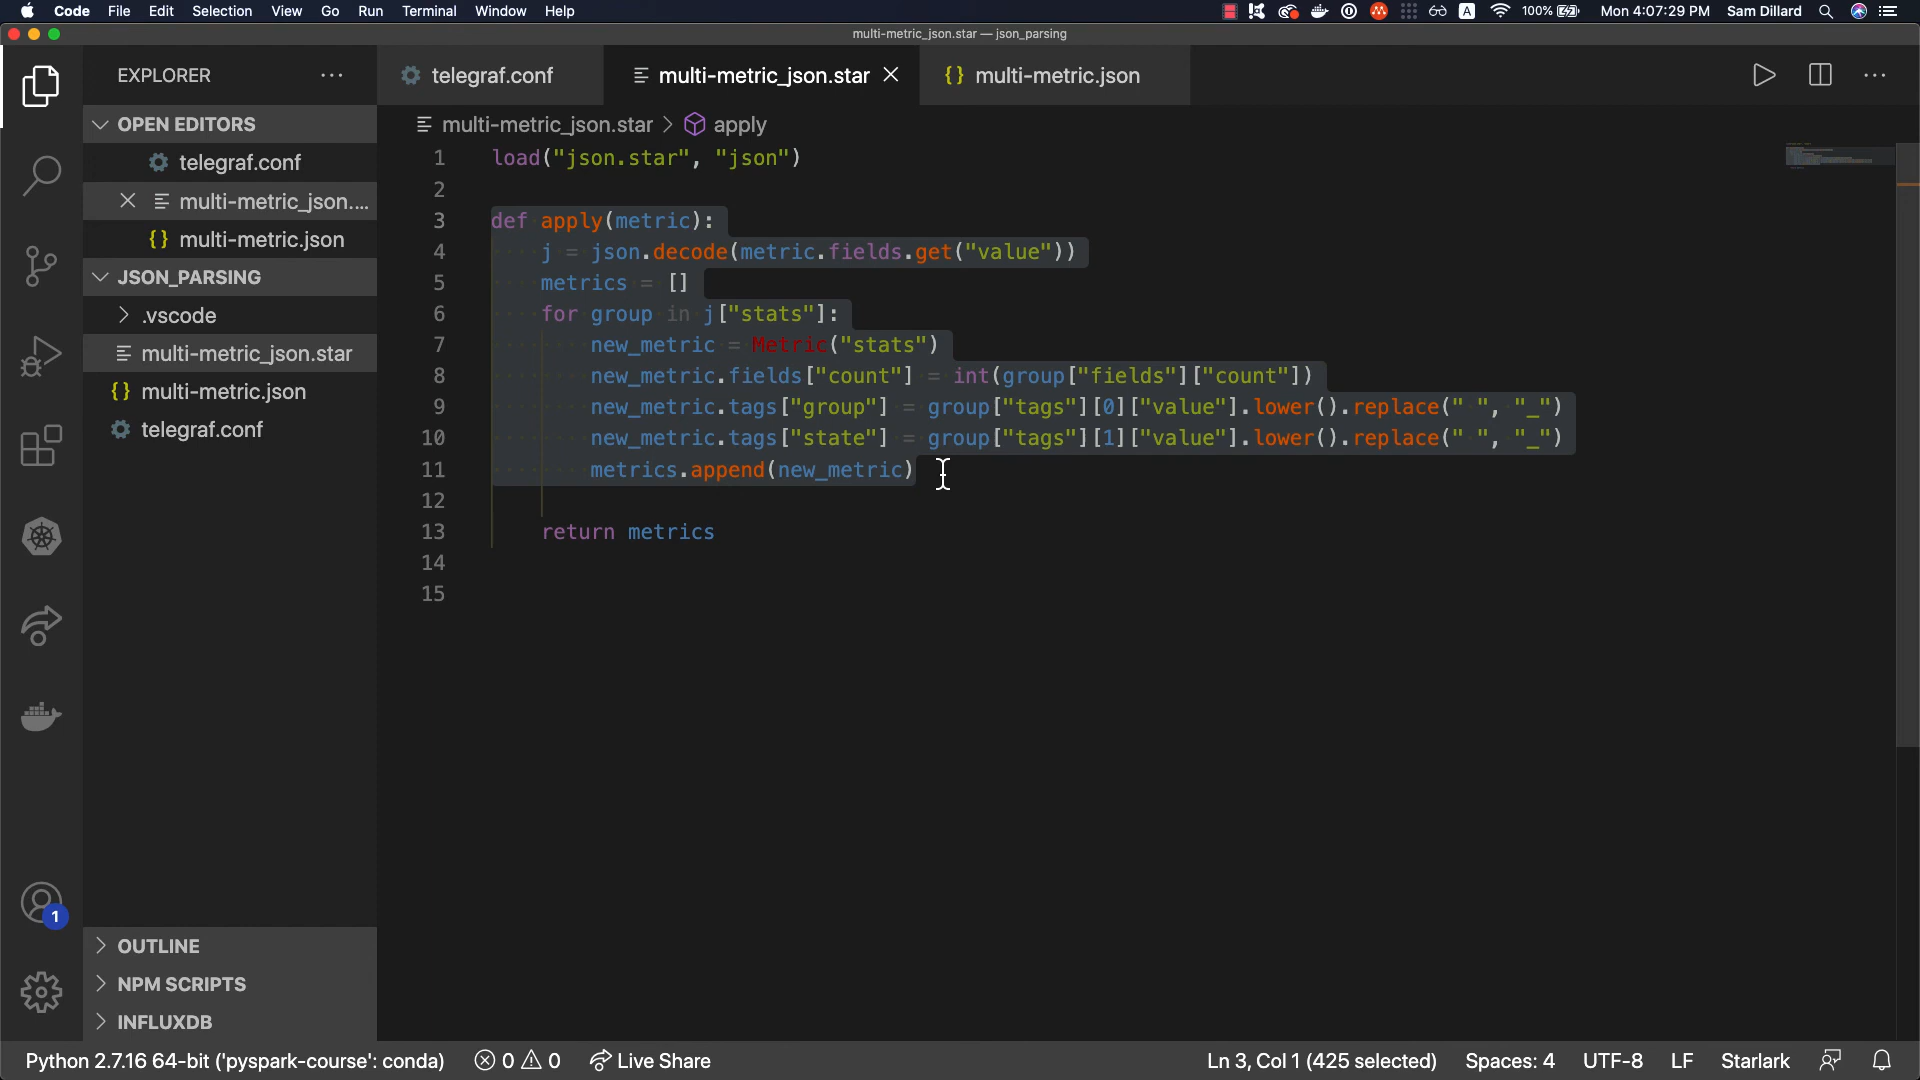 Code File Edit Selection View Go Run Terminal Window Help 100% Mon 4:07:29 PM Sam Dillard
multi-metric_json.star — json_parsing
EXPLORER
telegraf.conf
multi-metric_json.star
multi-metric.json
OPEN EDITORS
telegraf.conf
multi-metric_json....
multi-metric.json
JSON_PARSING
.vscode
multi-metric_json.star
multi-metric.json
telegraf.conf
OUTLINE
NPM SCRIPTS
INFLUXDB
1
multi-metric_json.star > apply
1 load("json.star", "json")
2
3 def apply(metric):
4 j = json.decode(metric.fields.get("value"))
5 metrics = []
6 for group in j["stats"]:
7 new_metric = Metric("stats")
8 new_metric.fields["count"] = int(group["fields"]["count"])
9 new_metric.tags["group"] = group["tags"][0]["value"].lower().replace(" ", "_")
10 new_metric.tags["state"] = group["tags"][1]["value"].lower().replace(" ", "_")
11 metrics.append(new_metric)
12
13 return metrics
14
15
Python 2.7.16 64-bit ('pyspark-course': conda) 0 0 Live Share Ln 3, Col 1 (425 selected) Spaces: 4 UTF-8 LF Starlark